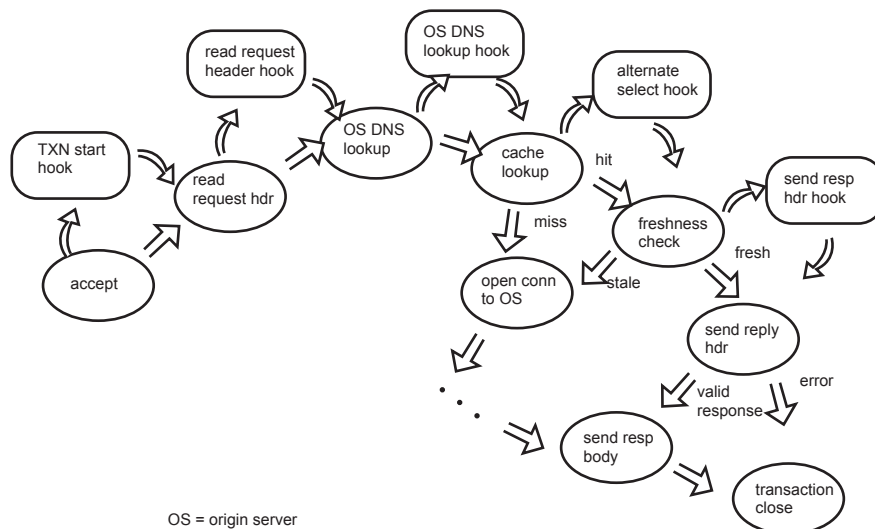 OS DNS
lookup hook
read request
header hook
alternate
select hook
TXN start
hook
OS DNS
lookup
cache
lookup
hit
read
request hdr
send resp
hdr hook
miss
freshness
check
fresh
accept
open conn
to OS
stale
send reply
hdr
valid
response
error
send resp
body
transaction
close
OS = origin server